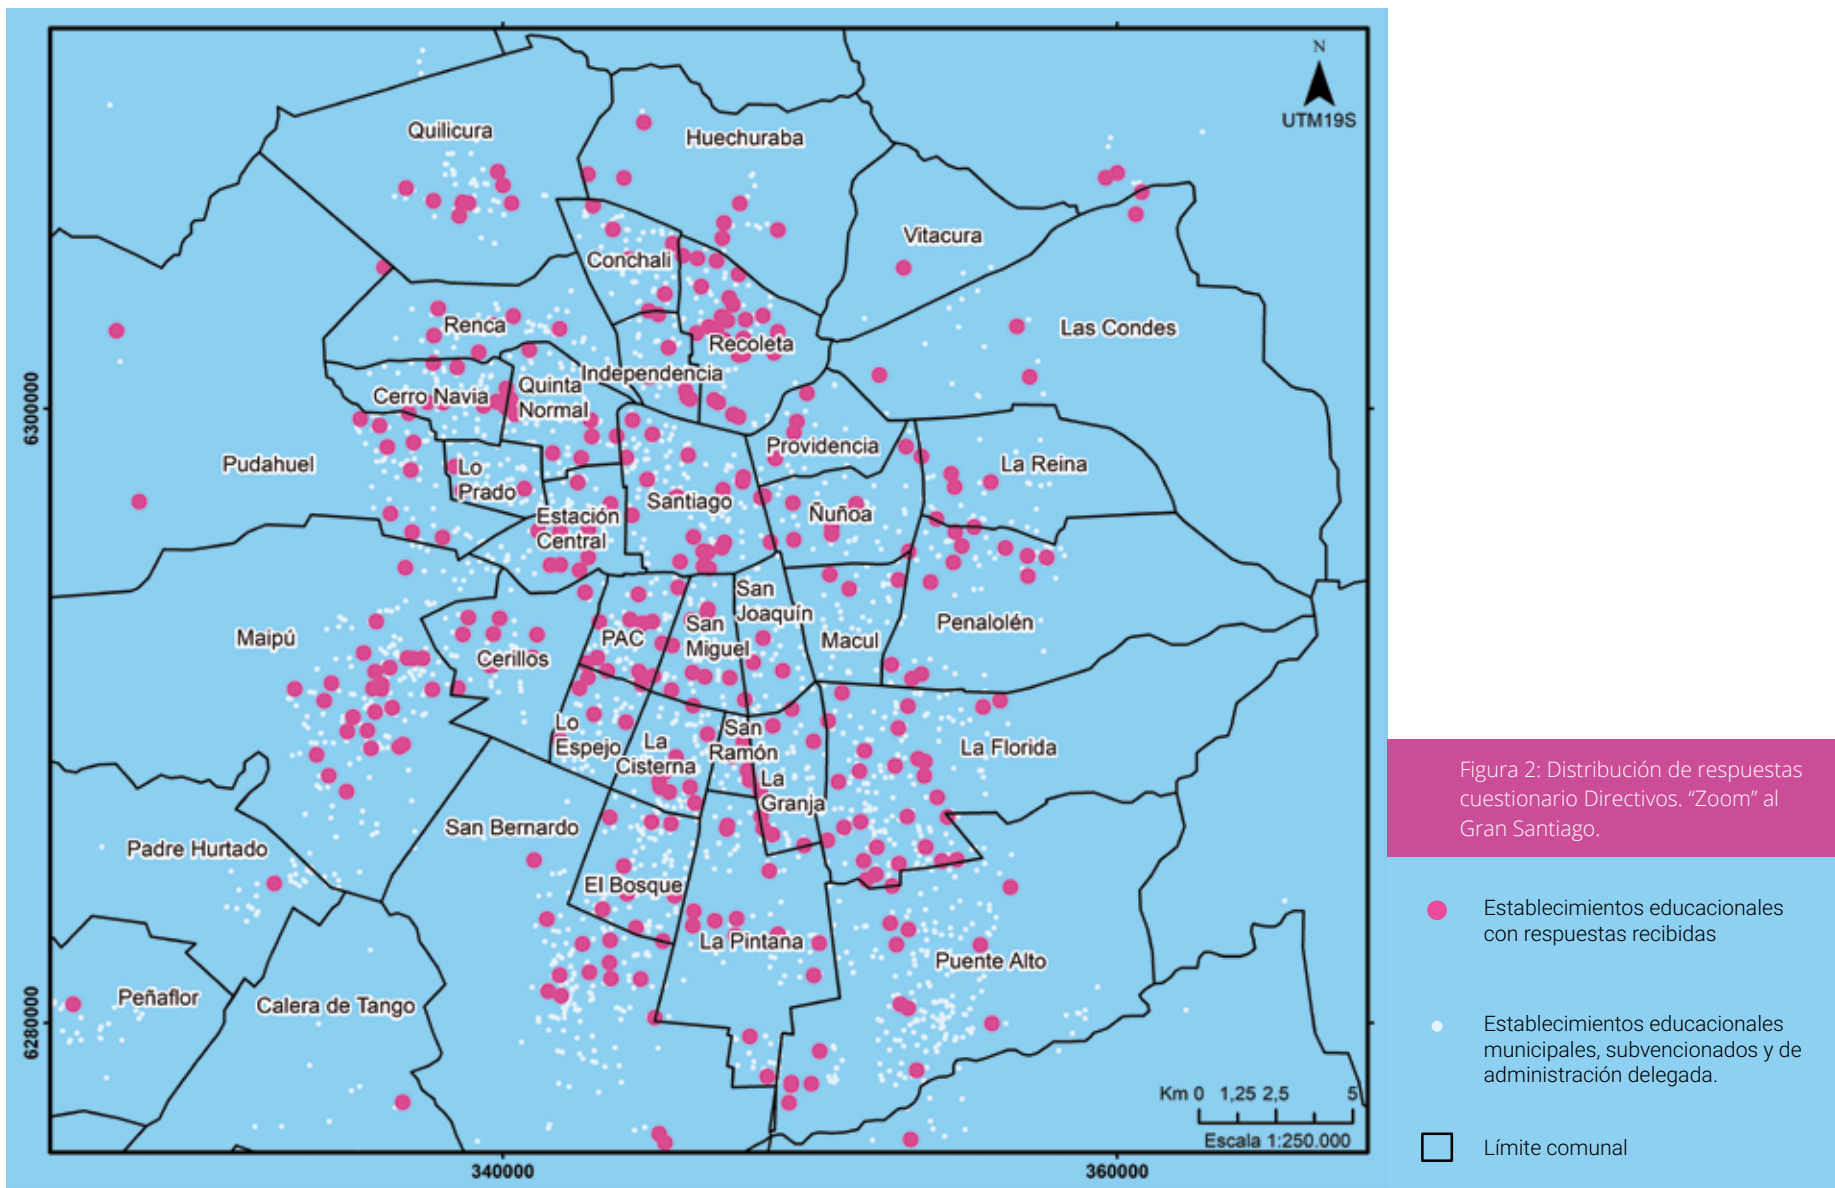 N
UTM19S
Quilicura
Huechuraba
Vitacura
Conchali
Renca
Las Condes
Recoleta
Independencia
Cerro Navia
Quinta
Normal
6300000
Providencia
Pudahuel
La Reina
Lo
Prado
Santiago
Ñuñoa
Estación
Central
San
Joaquín
Penalolén
Maipú
PAC
San
Miguel
Macul
Cerillos
Lo
Espejo
La
Cisterna
San
Ramón
La Florida
La
Granja
San Bernardo
Padre Hurtado
El Bosque
La Pintana
Puente Alto
Peñaflor
Calera de Tango
6280000
Km 0 1,25 2,5 5
Escala 1:250.000
340000
360000
Figura 2: Distribución de respuestas
cuestionario Directivos. “Zoom” al
Gran Santiago.
Establecimientos educacionales
con respuestas recibidas
Establecimientos educacionales
municipales, subvencionados y de
administración delegada.
Límite comunal